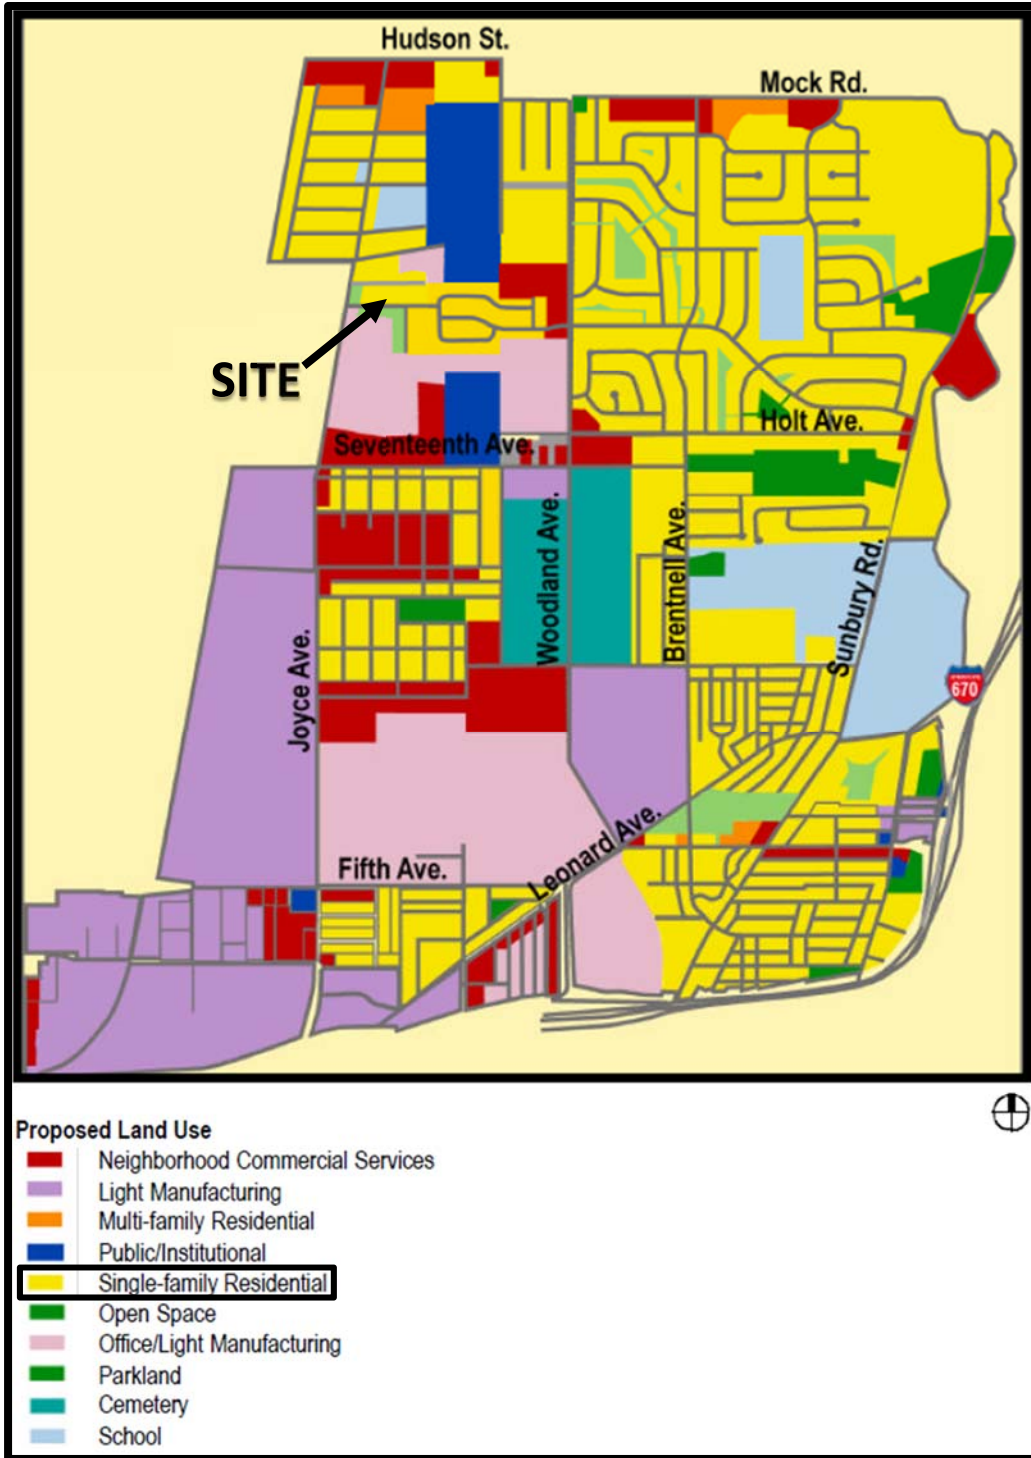 Hudson St.
Mock Rd.
SITE
Holt Ave.
Seventeenth Ave.
Woodland Ave.
Brentnell Ave.
Sunbury Rd.
Joyce Ave.
670
Leonard Ave.
Fifth Ave.
Proposed Land Use
Neighborhood Commercial Services
Light Manufacturing
Multi-family Residential
Public/Institutional
Single-family Residential
Open Space
Office/Light Manufacturing
Parkland
Cemetery
School